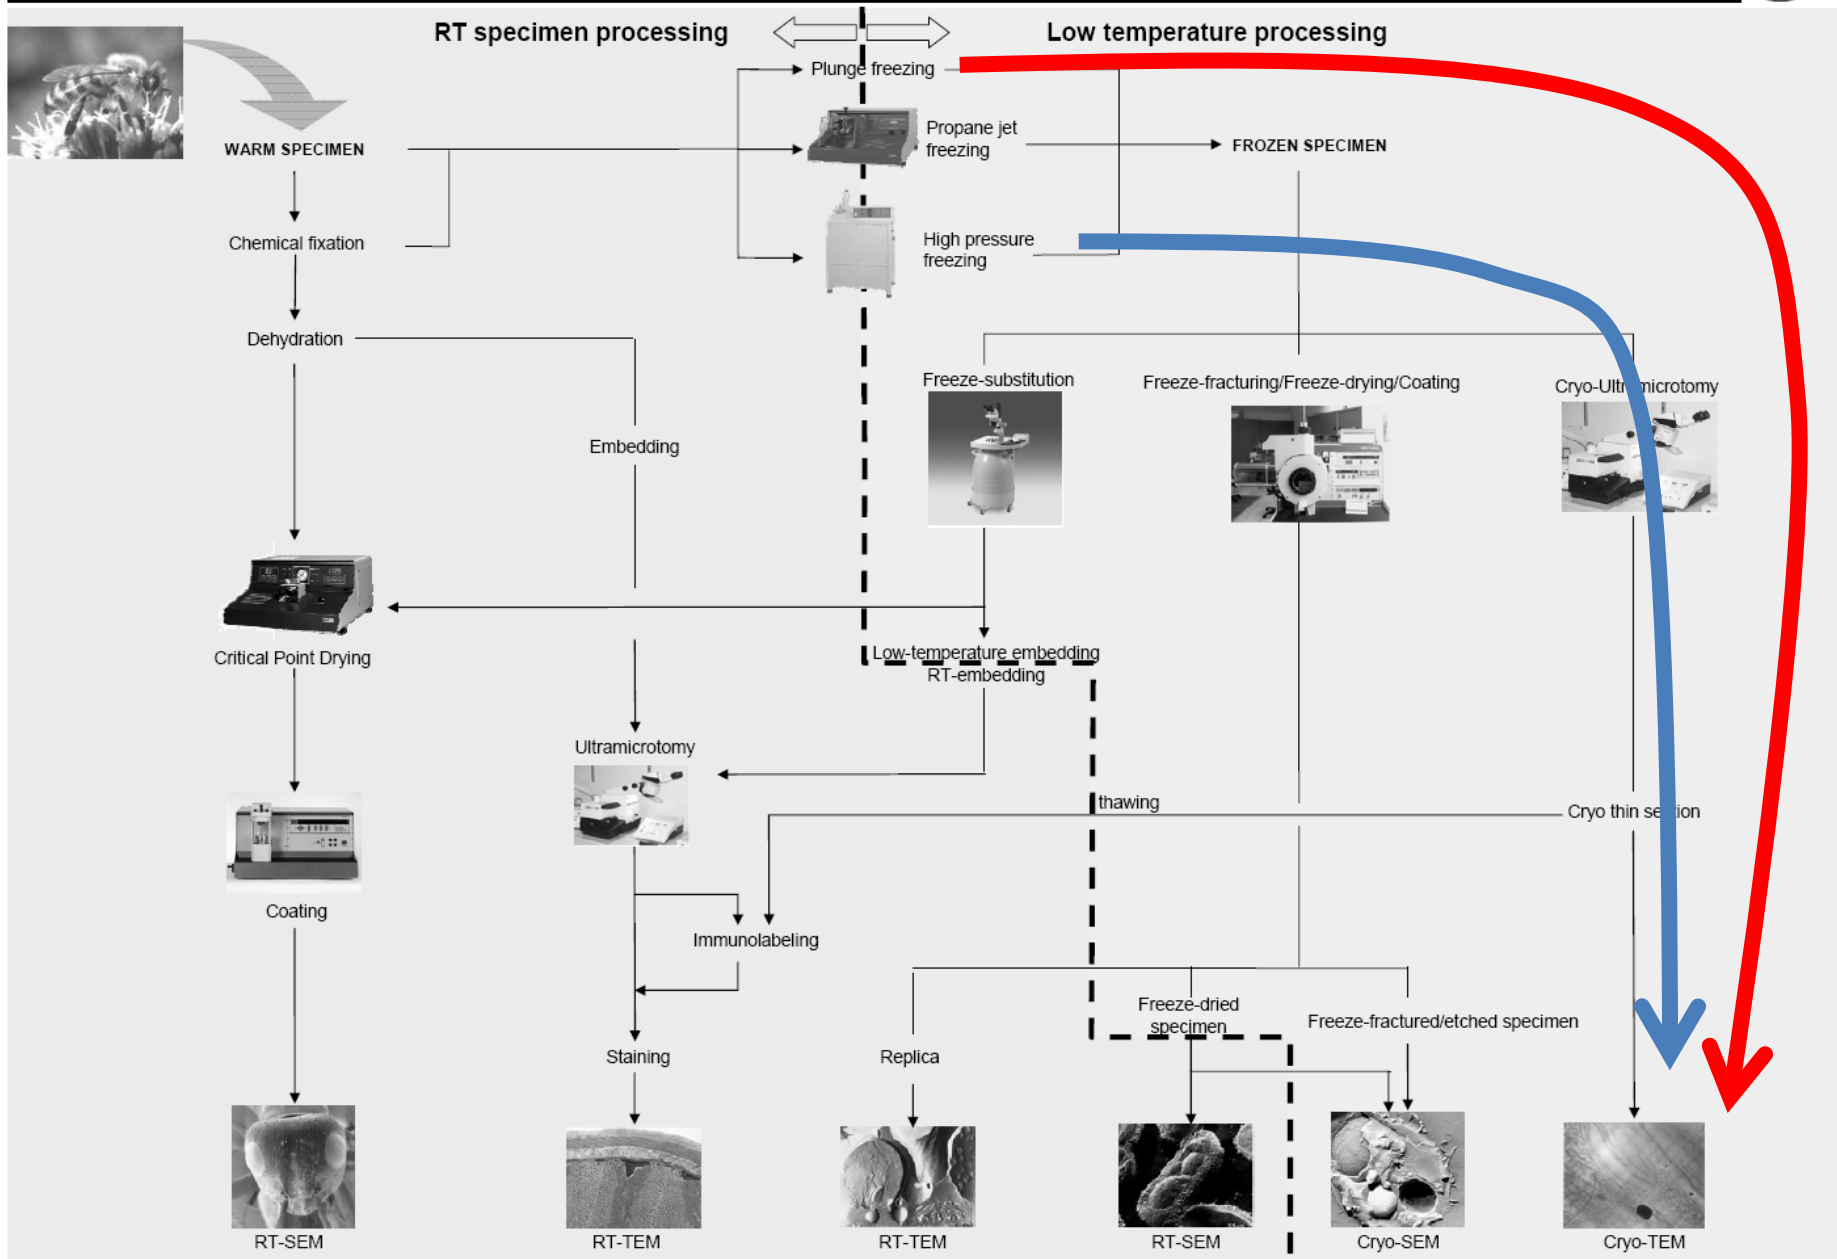 RT specimen processing
Low temperature processing
Plunge freezing
Propane jet
freezing
WARM SPECIMEN
FROZEN SPECIMEN
Chemical fixation
High pressure
freezing
Dehydration
Freeze-substitution
Freeze-fracturing/Freeze-drying/Coating
Cryo-Ultramicrotomy
Embedding
Critical Point Drying
Low-temperature embedding
RT-embedding
Ultramicrotomy
thawing
Cryo thin section
Coating
Immunolabeling
Freeze-dried
specimen
Freeze-fractured/etched specimen
Staining
Replica
RT-SEM
RT-TEM
RT-TEM
RT-SEM
Cryo-SEM
Cryo-TEM